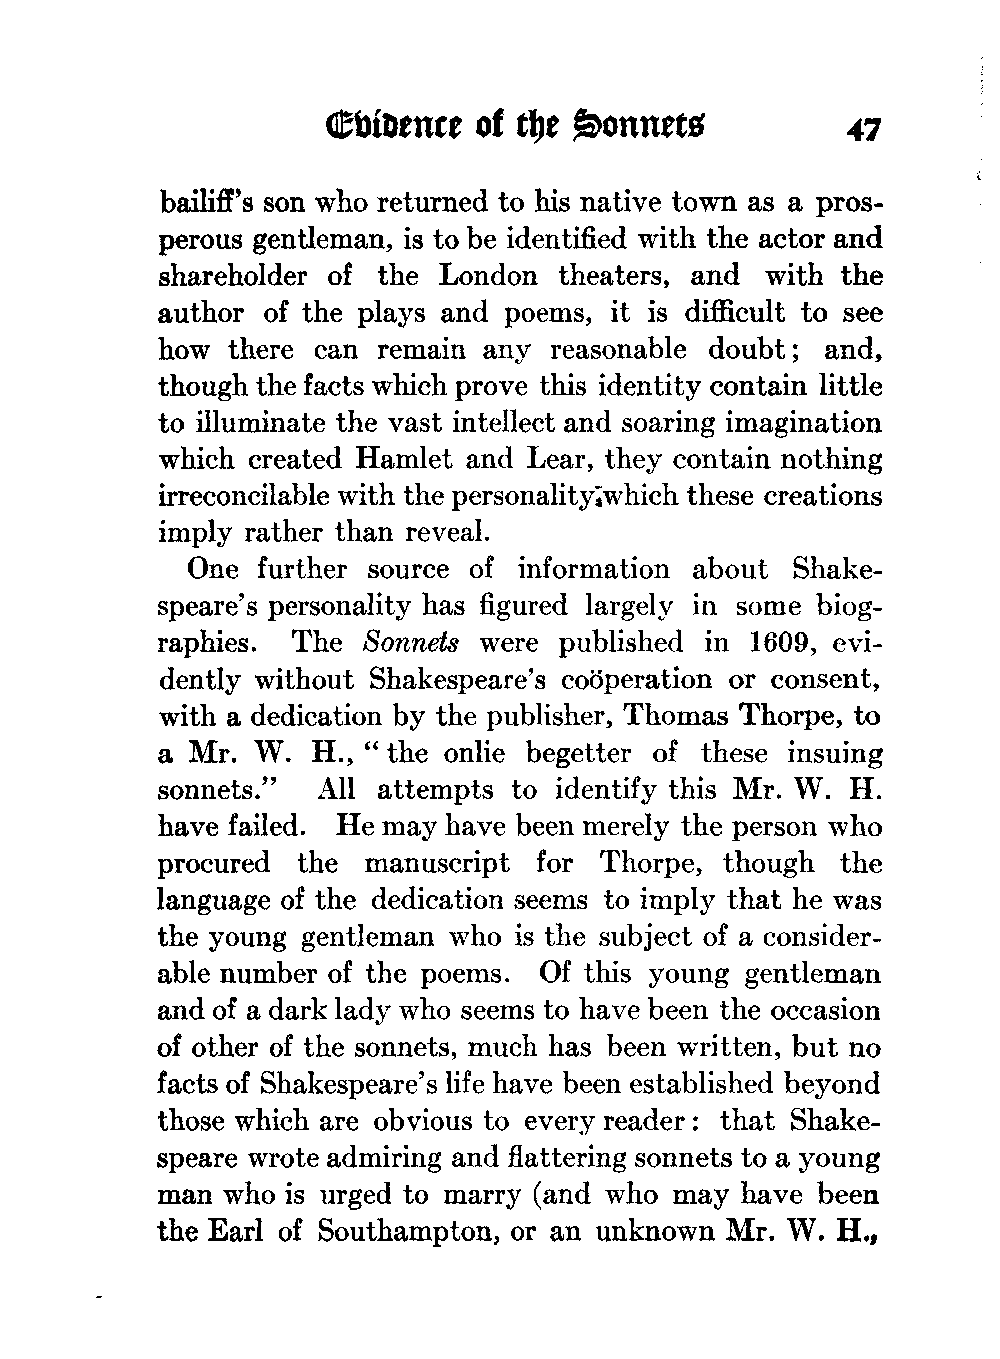 Evidence of the Sonnets 47
bailiff's son who returned to his native town as a pros-
perous gentleman, is to be identified with the actor and
shareholder of the London theaters, and with the
author of the plays and poems, it is difficult to see
how there can remain any reasonable doubt; and,
though the facts which prove this identity contain little
to illuminate the vast intellect and soaring imagination
which created Hamlet and Lear, they contain nothing
irreconcilable with the personality which these creations
imply rather than reveal.
One further source of information about Shake-
speare's personality has figured largely in some biog-
raphies. The Sonnets were published in 1609, evi-
dently without Shakespeare's coöperation or consent,
with a dedication by the publisher, Thomas Thorpe, to
a Mr. W. H., "the onlie begetter of these insuing
sonnets." All attempts to identify this Mr. W. H.
have failed. He may have been merely the person who
procured the manuscript for Thorpe, though the
language of the dedication seems to imply that he was
the young gentleman who is the subject of a consider-
able number of the poems. Of this young gentleman
and of a dark lady who seems to have been the occasion
of other of the sonnets, much has been written, but no
facts of Shakespeare's life have been established beyond
those which are obvious to every reader: that Shake-
speare wrote admiring and flattering sonnets to a young
man who is urged to marry (and who may have been
the Earl of Southampton, or an unknown Mr. W. H.,